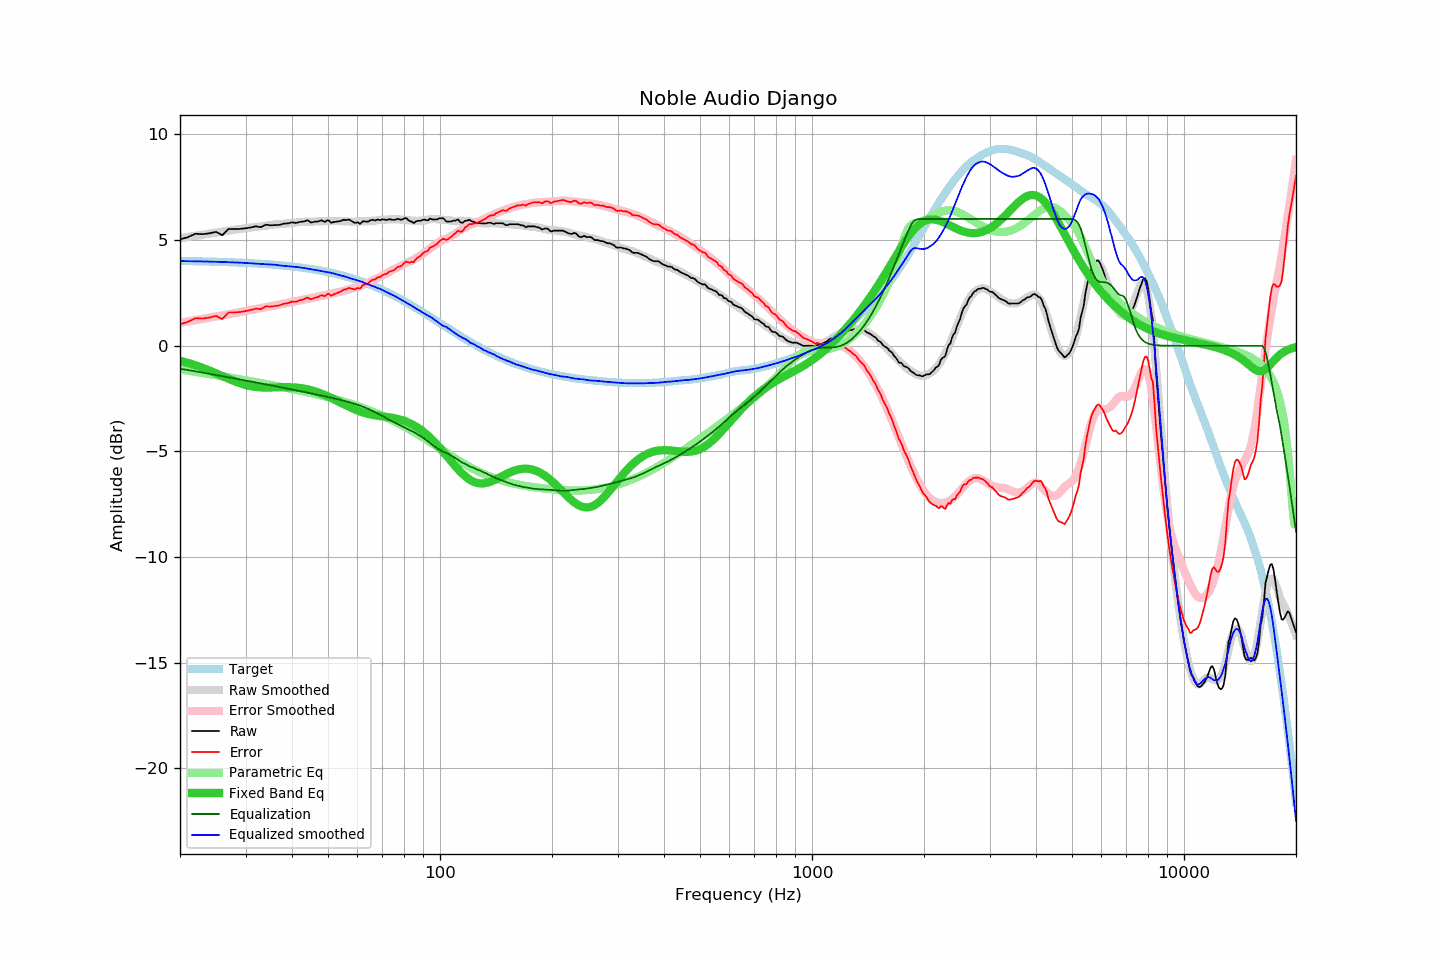 Noble Audio Django
10
5
0
−5
−10
−15
−20
Amplitude (dBr)
Target
Raw Smoothed
Error Smoothed
Raw
Error
Parametric Eq
Fixed Band Eq
Equalization
Equalized smoothed
100
1000
10000
Frequency (Hz)